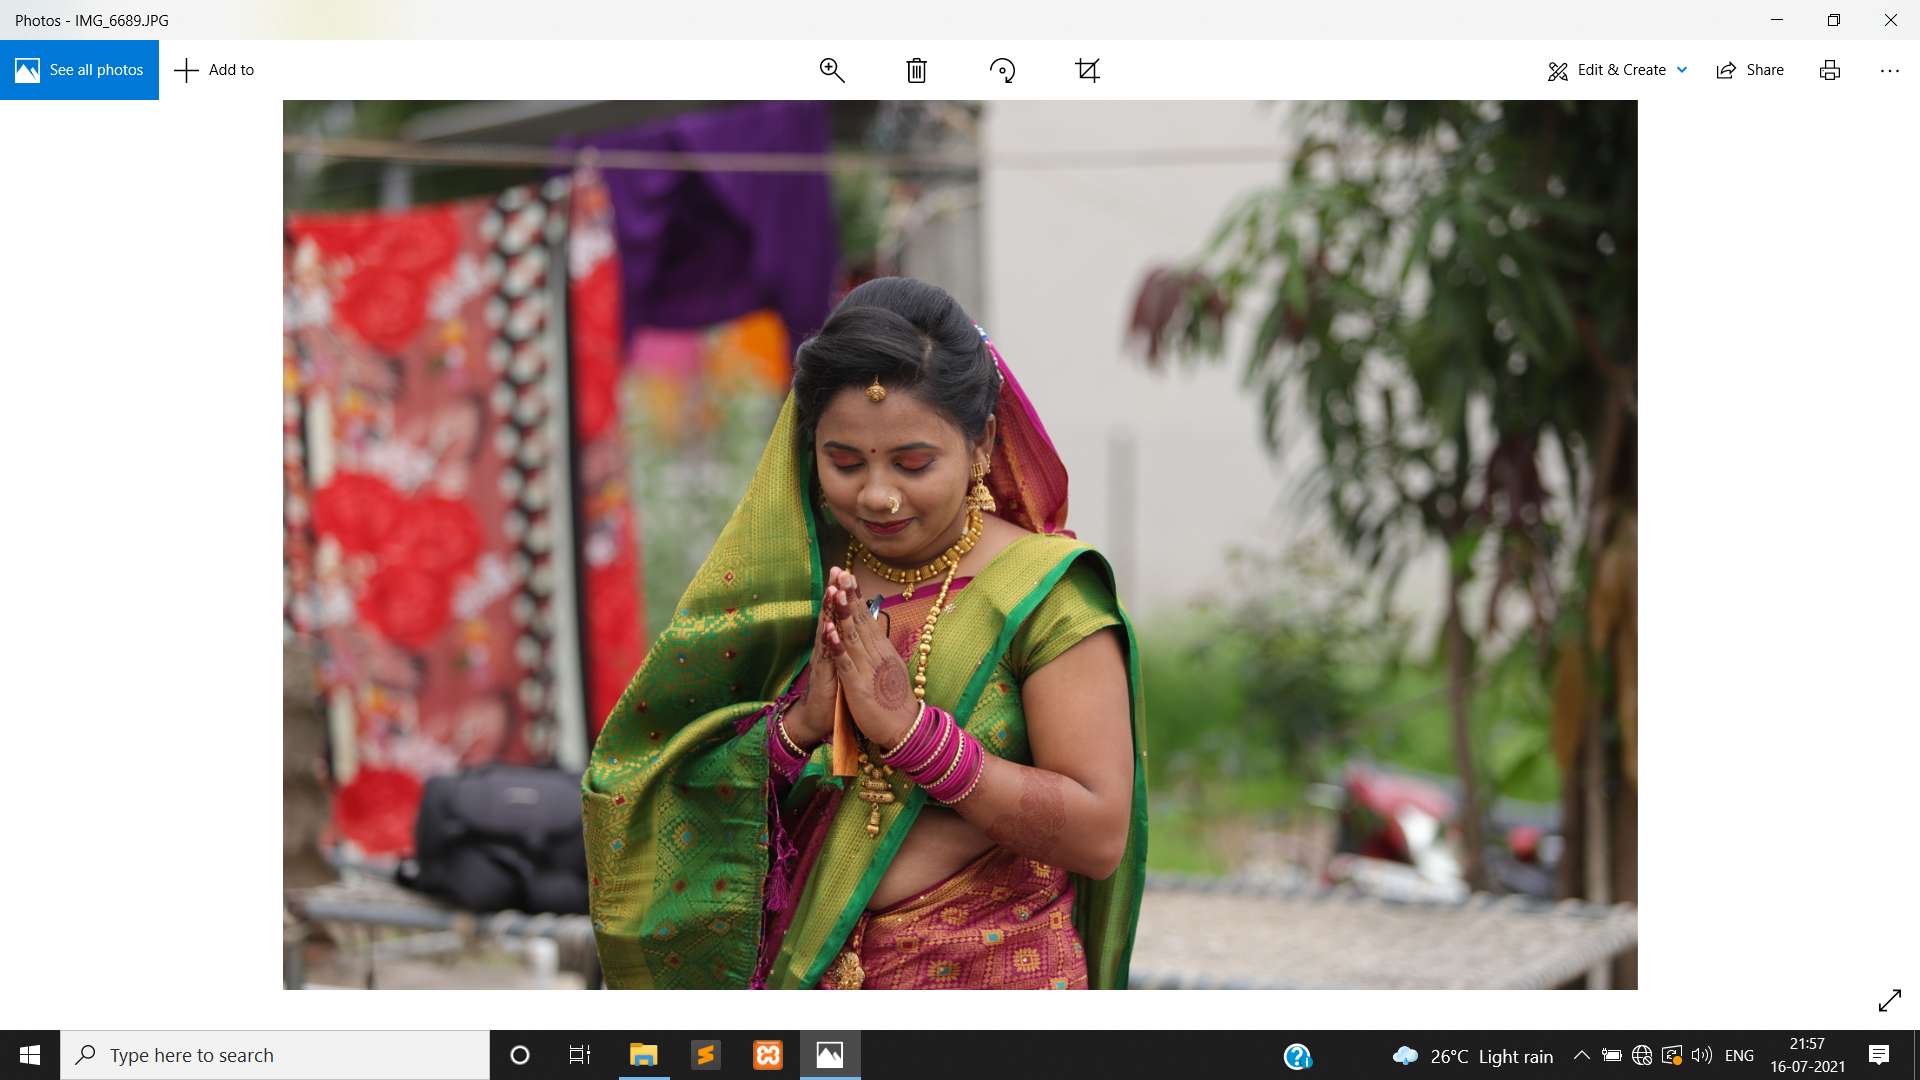 Photos - IMG_6689.JPG
See all photos
Add to
Edit & Create
Share
Type here to search
26°C Light rain
ENG
21:57
16-07-2021